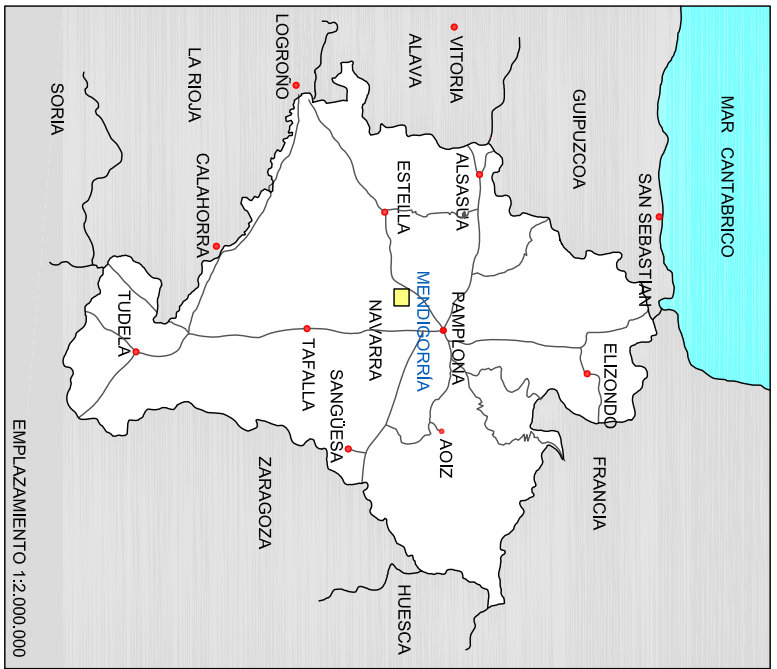 MAR CANTABRICO
SAN SEBASTIAN
GUIPUZCOA
ELIZONDO
FRANCIA
VITORIA
ALSASUA
PAMPLONA
AOIZ
ALAVA
MENDIGORRÍA
ESTELLA
HUESCA
NAVARRA
SANGÜESA
TAFALLA
LOGROÑO
ZARAGOZA
LA RIOJA
CALAHORRA
TUDELA
SORIA
EMPLAZAMIENTO 1:2.000.000